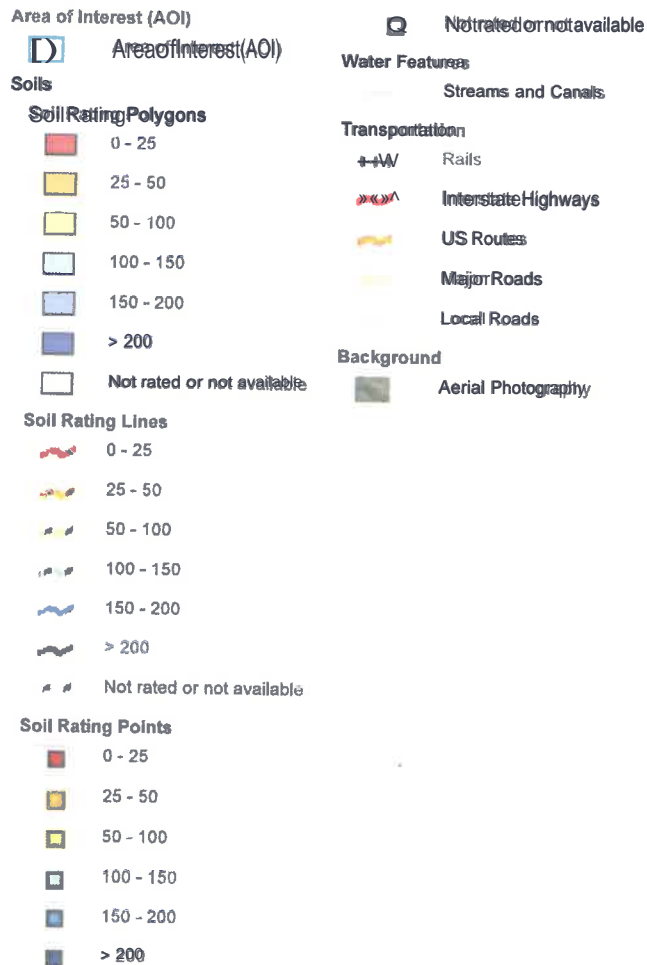 Area of Interest (AOI)
Area of Interest (AOI)
Soils
Soil Rating Polygons
0 - 25
25 - 50
50 - 100
100 - 150
150 - 200
> 200
Not rated or not available
Soil Rating Lines
0 - 25
25 - 50
50 - 100
100 - 150
150 - 200
> 200
Not rated or not available
Soil Rating Points
0 - 25
25 - 50
50 - 100
100 - 150
150 - 200
> 200
Not rated or not available
Water Features
Streams and Canals
Transportation
Rails
Interstate Highways
US Routes
Major Roads
Local Roads
Background
Aerial Photography